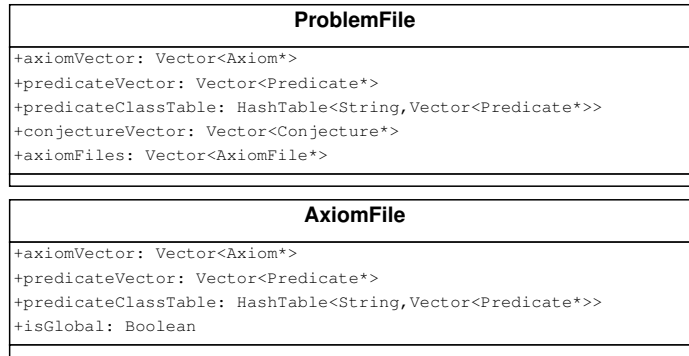 ProblemFile
+axiomVector: Vector<Axiom*>
+predicateVector: Vector<Predicate*>
+predicateClassTable: HashTable<String,Vector<Predicate*>>
+conjectureVector: Vector<Conjecture*>
+axiomFiles: Vector<AxiomFile*>
AxiomFile
+axiomVector: Vector<Axiom*>
+predicateVector: Vector<Predicate*>
+predicateClassTable: HashTable<String,Vector<Predicate*>>
+isGlobal: Boolean